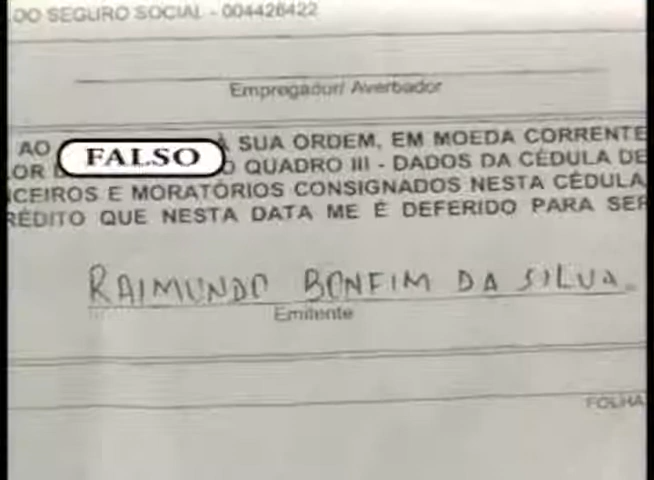 DO SEGURO SOCIAL - 004426422
Empregador/ Averbador
AO FALSO À SUA ORDEM, EM MOEDA CORRENTE
OR O QUADRO III - DADOS DA CÉDULA DE
CEIROS E MORATÓRIOS CONSIGNADOS NESTA CÉDULA
RÉDITO QUE NESTA DATA ME É DEFERIDO PARA SER
RAIMUNDO BONFIM DA SILVA.
Emitente
FOLHA